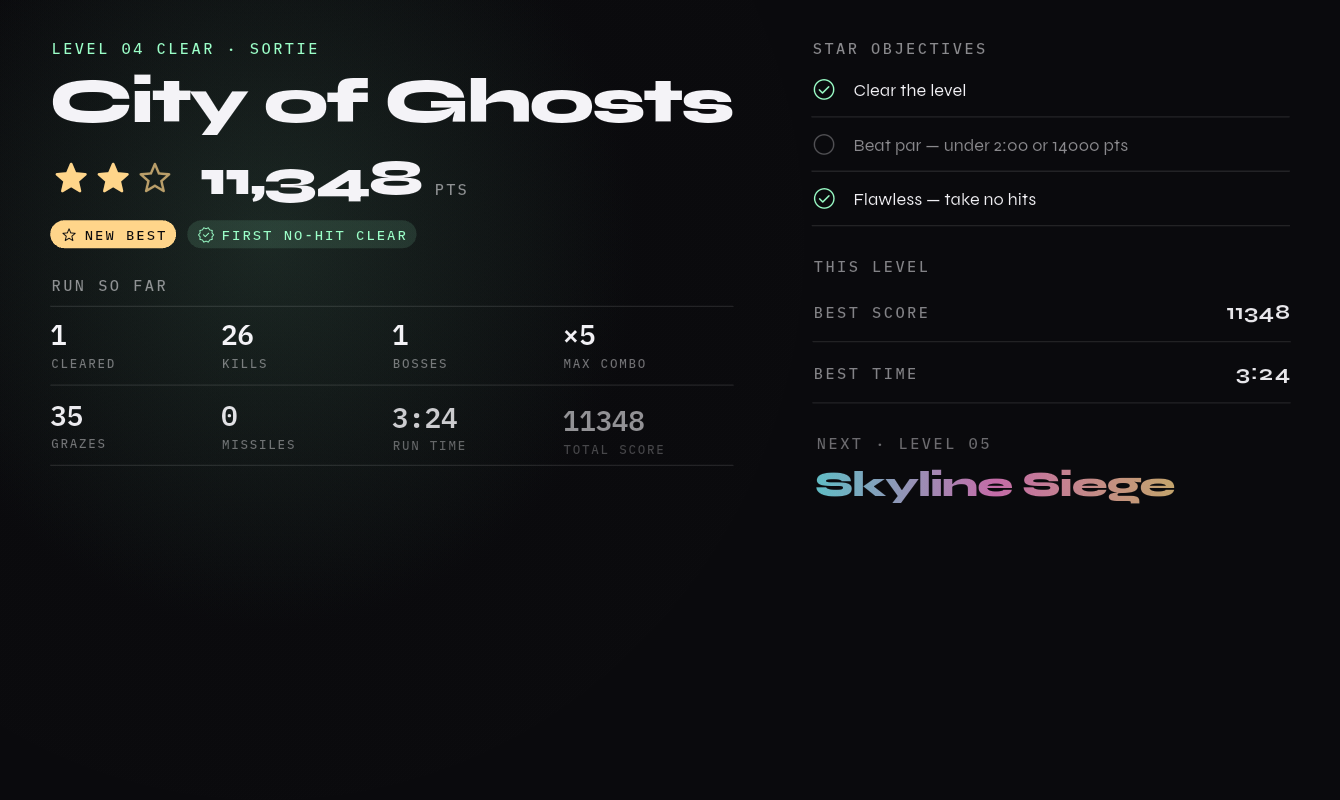 LEVEL 04 CLEAR · SORTIE
City of Ghosts
11,348 PTS
NEW BEST
FIRST NO-HIT CLEAR
RUN SO FAR
1
CLEARED
26
KILLS
1
BOSSES
×5
MAX COMBO
35
GRAZES
0
MISSILES
3:24
RUN TIME
11348
TOTAL SCORE
STAR OBJECTIVES
Clear the level
Beat par — under 2:00 or 14000 pts
Flawless — take no hits
THIS LEVEL
BEST SCORE 11348
BEST TIME 3:24
NEXT · LEVEL 05
Skyline Siege